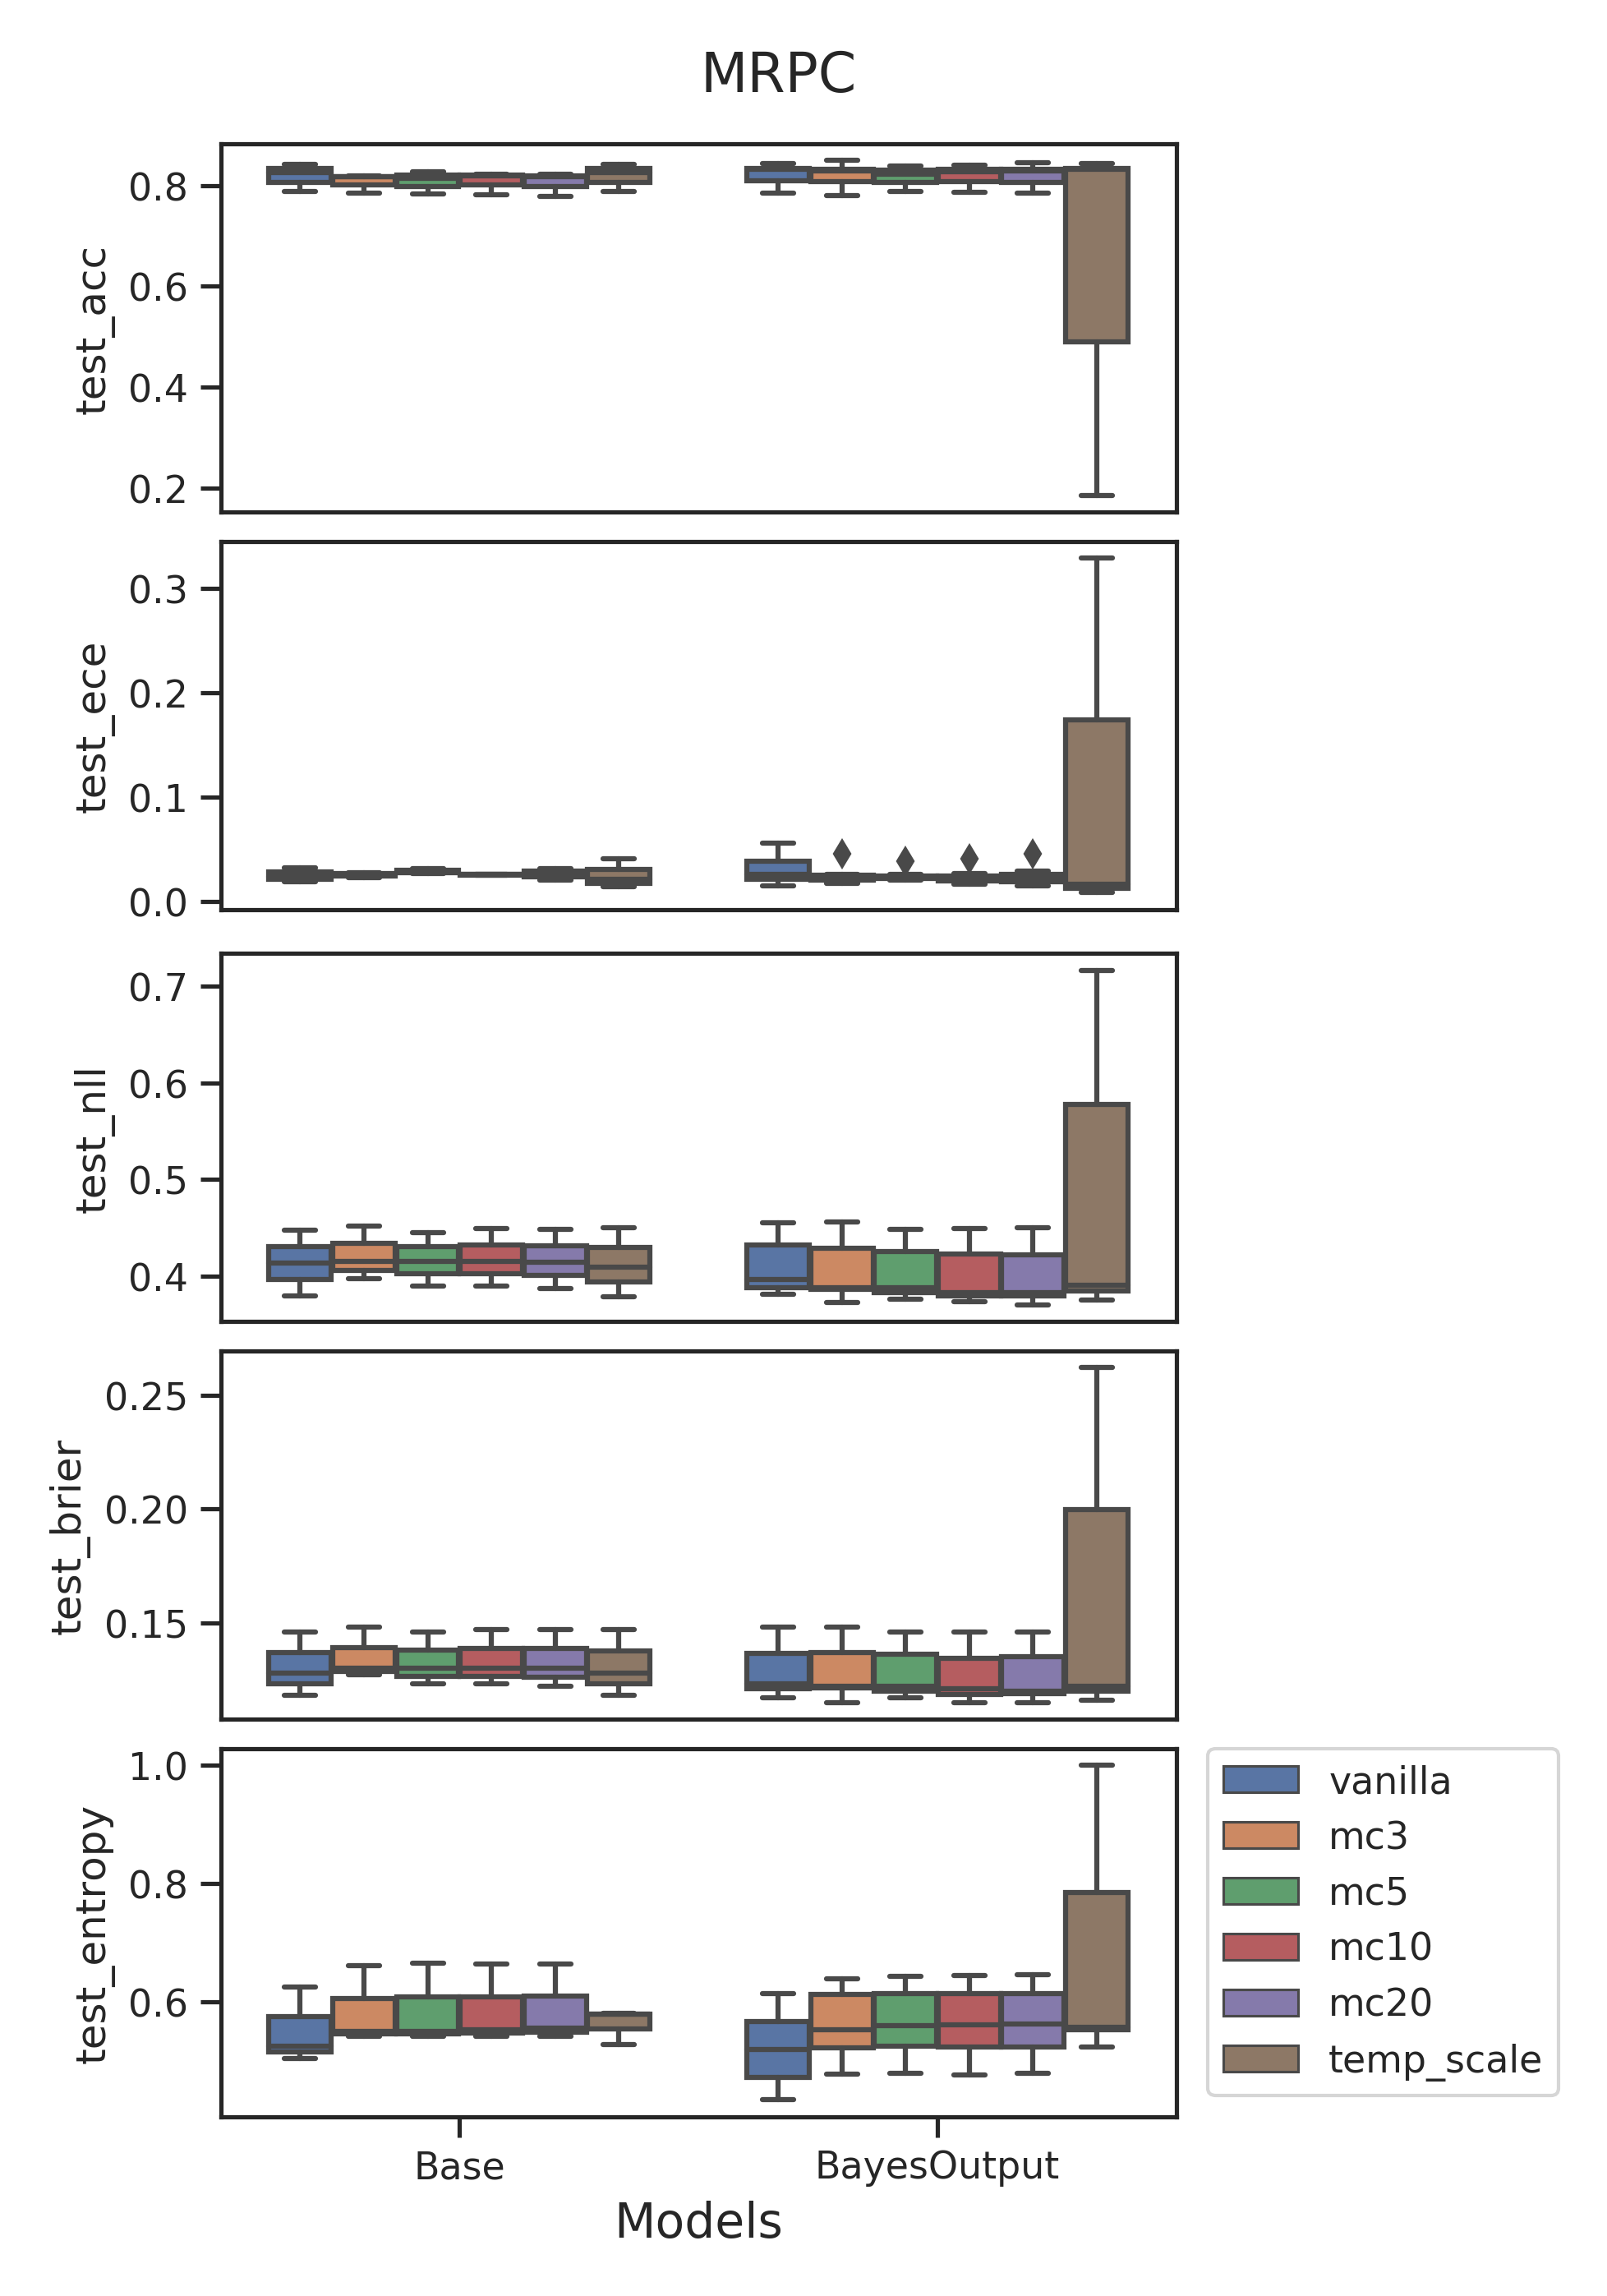 MRPC
0.8
0.6
0.4
0.2
test_acc
0.3
0.2
0.1
0.0
test_ece
0.7
0.6
0.5
0.4
test_nll
0.25
0.20
0.15
test_brier
1.0
0.8
0.6
test_entropy
vanilla
mc3
mc5
mc10
mc20
temp_scale
Base BayesOutput
Models